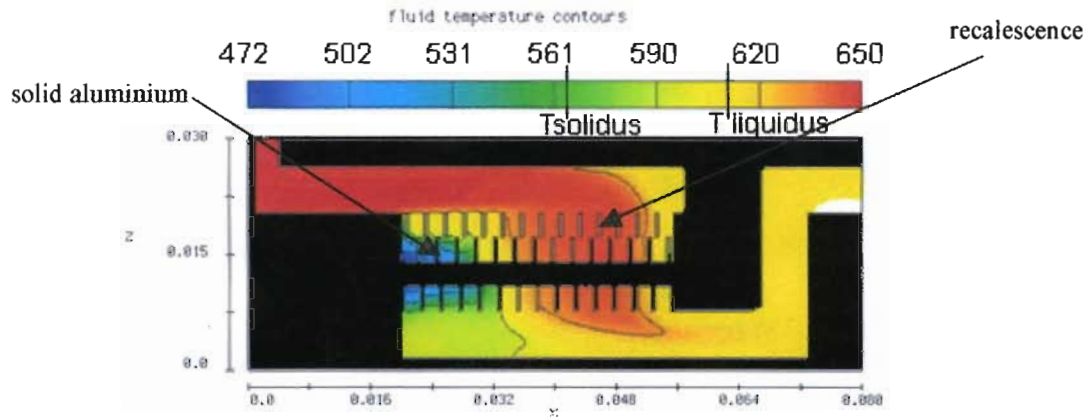 fluid temperature contours
recalescence
472 502 531 561 590 620 650
solid aluminium
Tsolidus T'liquidus
0.030
z
0.015
0.0
0.0 0.016 0.032 0.048 0.064 0.080
x